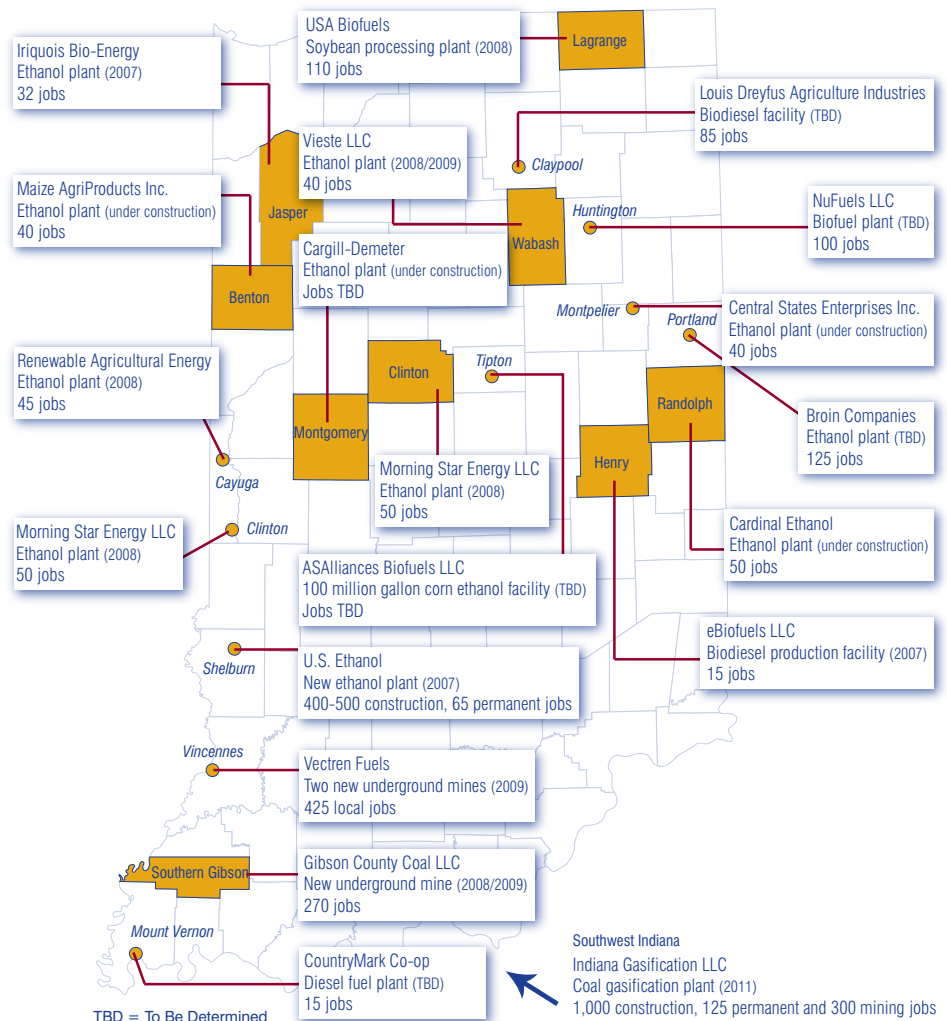 USA Biofuels
Soybean processing plant (2008)
110 jobs
Lagrange
Iriquois Bio-Energy
Ethanol plant (2007)
32 jobs
Louis Dreyfus Agriculture Industries
Biodiesel facility (TBD)
85 jobs
Vieste LLC
Ethanol plant (2008/2009)
40 jobs
Claypool
Maize AgriProducts Inc.
Ethanol plant (under construction)
40 jobs
Jasper
Huntington
NuFuels LLC
Biofuel plant (TBD)
100 jobs
Wabash
Cargill-Demeter
Ethanol plant (under construction)
Jobs TBD
Benton
Montpelier
Portland
Central States Enterprises Inc.
Ethanol plant (under construction)
40 jobs
Renewable Agricultural Energy
Ethanol plant (2008)
45 jobs
Clinton
Tipton
Randolph
Broin Companies
Ethanol plant (TBD)
125 jobs
Montgomery
Henry
Cayuga
Morning Star Energy LLC
Ethanol plant (2008)
50 jobs
Morning Star Energy LLC
Ethanol plant (2008)
50 jobs
Clinton
Cardinal Ethanol
Ethanol plant (under construction)
50 jobs
ASAlliances Biofuels LLC
100 million gallon corn ethanol facility (TBD)
Jobs TBD
eBiofuels LLC
Biodiesel production facility (2007)
15 jobs
Shelburn
U.S. Ethanol
New ethanol plant (2007)
400-500 construction, 65 permanent jobs
Vincennes
Vectren Fuels
Two new underground mines (2009)
425 local jobs
Southern Gibson
Gibson County Coal LLC
New underground mine (2008/2009)
270 jobs
Mount Vernon
CountryMark Co-op
Diesel fuel plant (TBD)
15 jobs
Southwest Indiana
Indiana Gasification LLC
Coal gasification plant (2011)
1,000 construction, 125 permanent and 300 mining jobs
TBD = To Be Determined